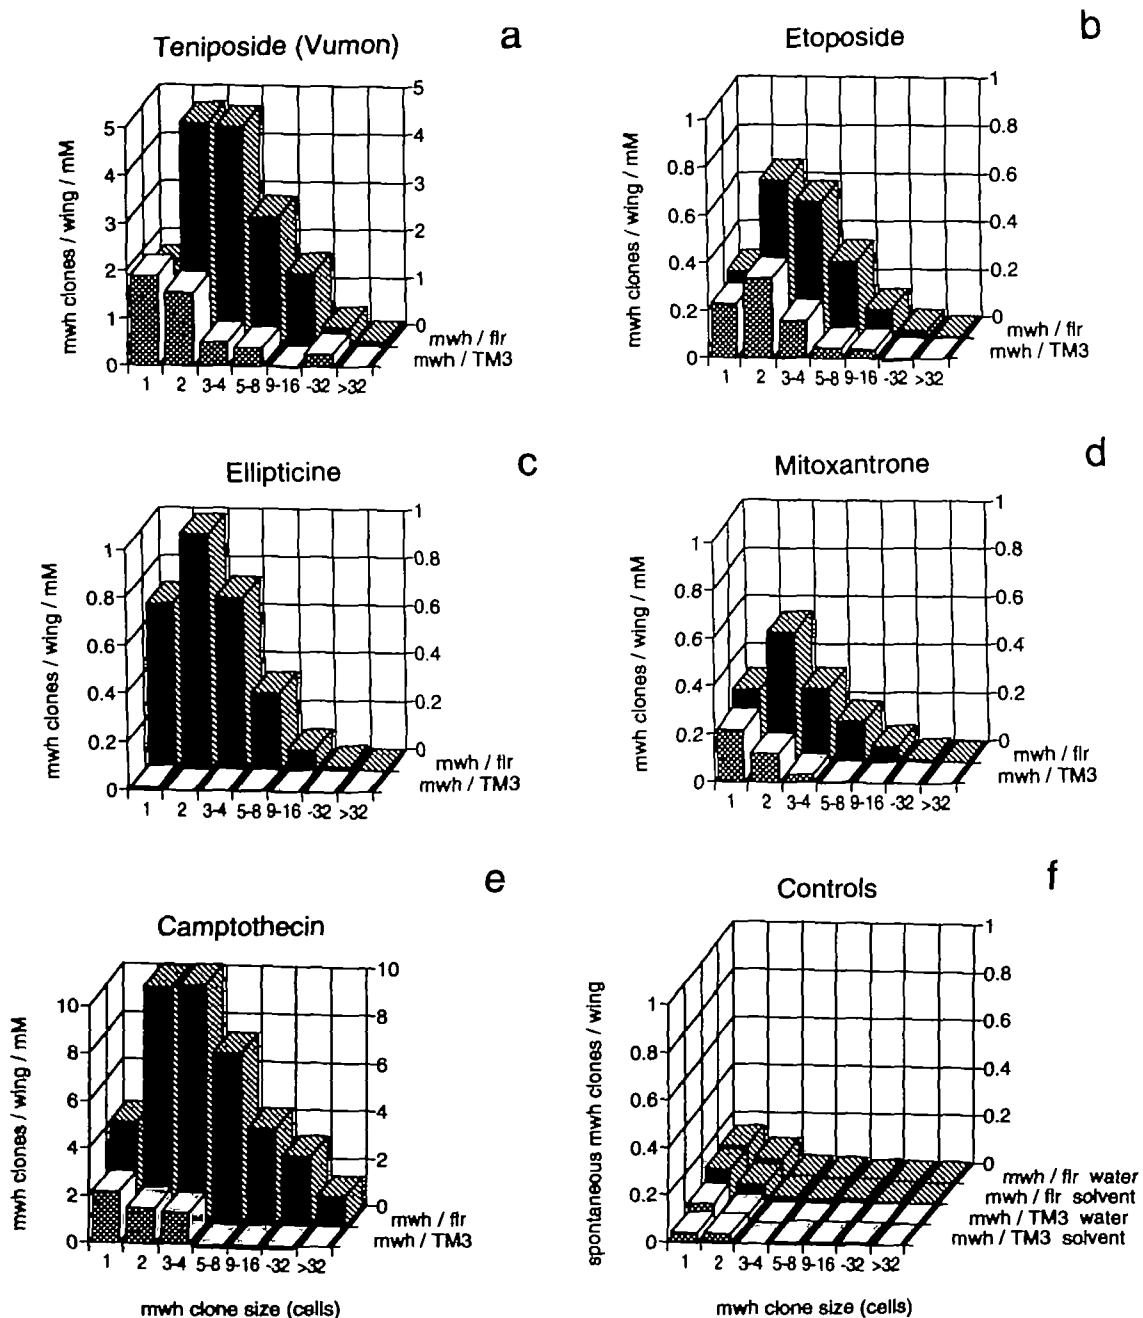 a
Teniposide (Vumon)
mwh clones / wing / mM
5
4
3
2
1
0
5
4
3
2
1
0
mwh / flr
mwh / TM3
1 2 3-4 5-8 9-16 -32 >32
b
Etoposide
mwh clones / wing / mM
1
0.8
0.6
0.4
0.2
0
1
0.8
0.6
0.4
0.2
0
mwh / flr
mwh / TM3
1 2 3-4 5-8 9-16 -32 >32
c
Ellipticine
mwh clones / wing / mM
1
0.8
0.6
0.4
0.2
0
1
0.8
0.6
0.4
0.2
0
mwh / flr
mwh / TM3
1 2 3-4 5-8 9-16 -32 >32
d
Mitoxantrone
mwh clones / wing / mM
1
0.8
0.6
0.4
0.2
0
1
0.8
0.6
0.4
0.2
0
mwh / flr
mwh / TM3
1 2 3-4 5-8 9-16 -32 >32
e
Camptothecin
mwh clones / wing / mM
10
8
6
4
2
0
10
8
6
4
2
0
mwh / flr
mwh / TM3
1 2 3-4 5-8 9-16 -32 >32
mwh clone size (cells)
f
Controls
spontaneous mwh clones / wing
1
0.8
0.6
0.4
0.2
0
1
0.8
0.6
0.4
0.2
0
mwh / flr water
mwh / flr solvent
mwh / TM3 water
mwh / TM3 solvent
1 2 3-4 5-8 9-16 -32 >32
mwh clone size (cells)